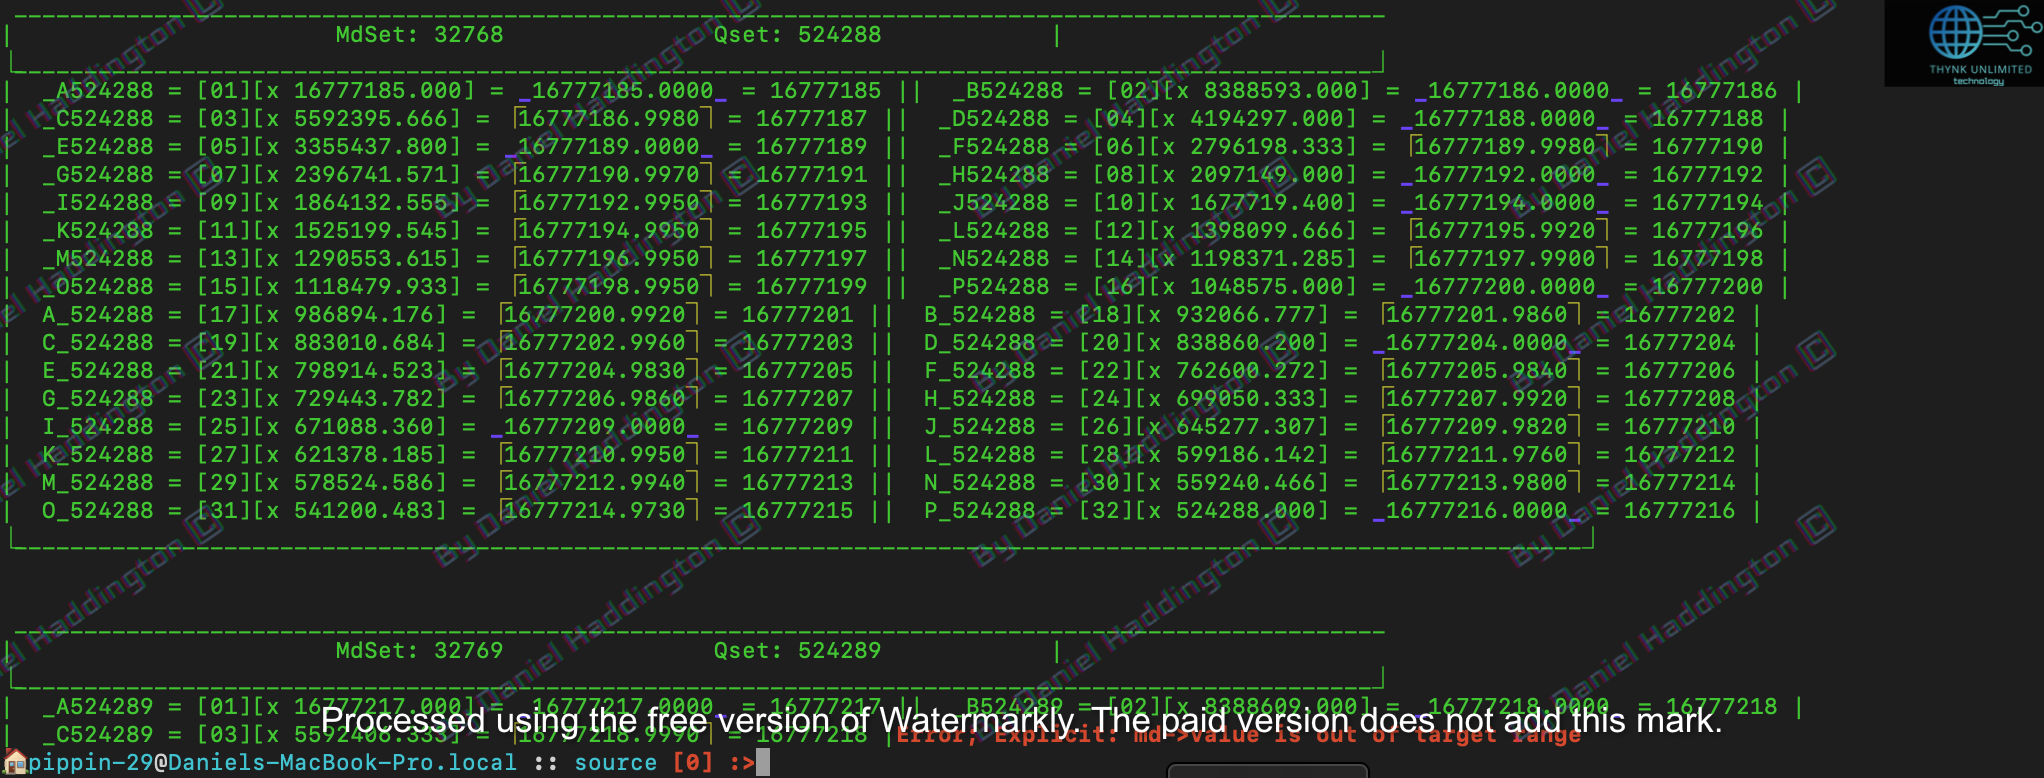 | MdSet: 32768 Qset: 524288 |
THYNK UNLIMITED
technology
| _A524288 = [01][x 16777185.000] = _16777185.0000_ = 16777185 || _B524288 = [02][x 8388593.000] = _16777186.0000_ = 16777186 |
| _C524288 = [03][x 5592395.666] = ⎡16777186.9980⎤ = 16777187 || _D524288 = [04][x 4194297.000] = _16777188.0000_ = 16777188 |
| _E524288 = [05][x 3355437.800] = _16777189.0000_ = 16777189 || _F524288 = [06][x 2796198.333] = ⎡16777189.9980⎤ = 16777190 |
| _G524288 = [07][x 2396741.571] = ⎡16777190.9970⎤ = 16777191 || _H524288 = [08][x 2097149.000] = _16777192.0000_ = 16777192 |
| _I524288 = [09][x 1864132.555] = ⎡16777192.9950⎤ = 16777193 || _J524288 = [10][x 1677719.400] = _16777194.0000_ = 16777194 |
| _K524288 = [11][x 1525199.545] = ⎡16777194.9950⎤ = 16777195 || _L524288 = [12][x 1398099.666] = ⎡16777195.9920⎤ = 16777196 |
| _M524288 = [13][x 1290553.615] = ⎡16777196.9950⎤ = 16777197 || _N524288 = [14][x 1198371.285] = ⎡16777197.9900⎤ = 16777198 |
| _O524288 = [15][x 1118479.933] = ⎡16777198.9950⎤ = 16777199 || _P524288 = [16][x 1048575.000] = _16777200.0000_ = 16777200 |
| A_524288 = [17][x 986894.176] = ⎡16777200.9920⎤ = 16777201 || B_524288 = [18][x 932066.777] = ⎡16777201.9860⎤ = 16777202 |
| C_524288 = [19][x 883010.684] = ⎡16777202.9960⎤ = 16777203 || D_524288 = [20][x 838860.200] = _16777204.0000_ = 16777204 |
| E_524288 = [21][x 798914.523] = ⎡16777204.9830⎤ = 16777205 || F_524288 = [22][x 762600.272] = ⎡16777205.9840⎤ = 16777206 |
| G_524288 = [23][x 729443.782] = ⎡16777206.9860⎤ = 16777207 || H_524288 = [24][x 699050.333] = ⎡16777207.9920⎤ = 16777208 |
| I_524288 = [25][x 671088.360] = _16777209.0000_ = 16777209 || J_524288 = [26][x 645277.307] = ⎡16777209.9820⎤ = 16777210 |
| K_524288 = [27][x 621378.185] = ⎡16777210.9950⎤ = 16777211 || L_524288 = [28][x 599186.142] = ⎡16777211.9760⎤ = 16777212 |
| M_524288 = [29][x 578524.586] = ⎡16777212.9940⎤ = 16777213 || N_524288 = [30][x 559240.466] = ⎡16777213.9800⎤ = 16777214 |
| O_524288 = [31][x 541200.483] = ⎡16777214.9730⎤ = 16777215 || P_524288 = [32][x 524288.000] = _16777216.0000_ = 16777216 |
By Daniel Haddington
| MdSet: 32769 Qset: 524289 |
| _A524289 = [01][x 16777217.000] = _16777217.0000_ = 16777217 || _B524289 = [02][x 8388609.000] = _16777218.0000_ = 16777218 |
Processed using the free version of Watermarkly. The paid version does not add this mark.
| _C524289 = [03][x 5592406.333] = ⎡16777218.9990⎤ = 16777218 |Error; Explicit: md->value is out of target range
pippin-29@Daniels-MacBook-Pro.local :: source [0] :>